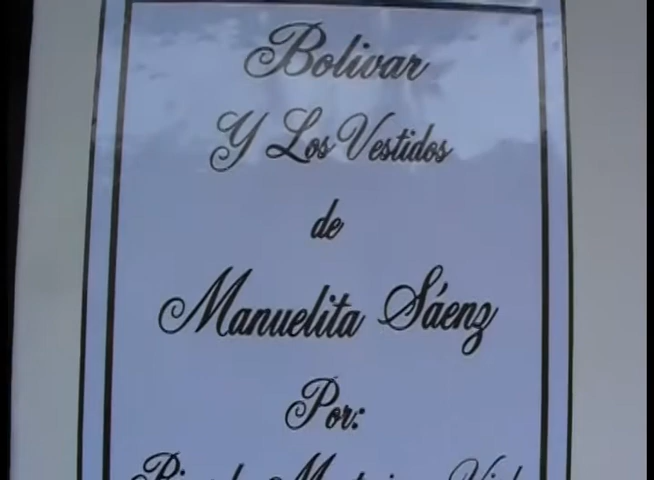 Bolivar
Y Los Vestidos
de
Manuelita Sáenz
Por: